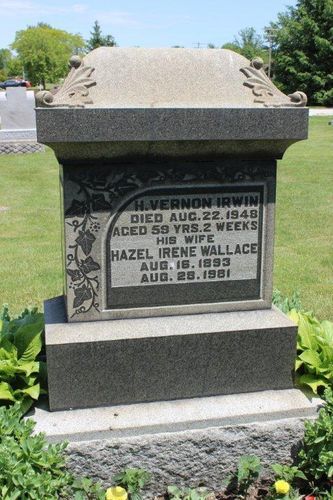 H. VERNON IRWIN
DIED AUG. 22, 1948
AGED 59 YRS. 2 WEEKS
HIS WIFE
HAZEL IRENE WALLACE
AUG. 16, 1893
AUG. 28, 1981